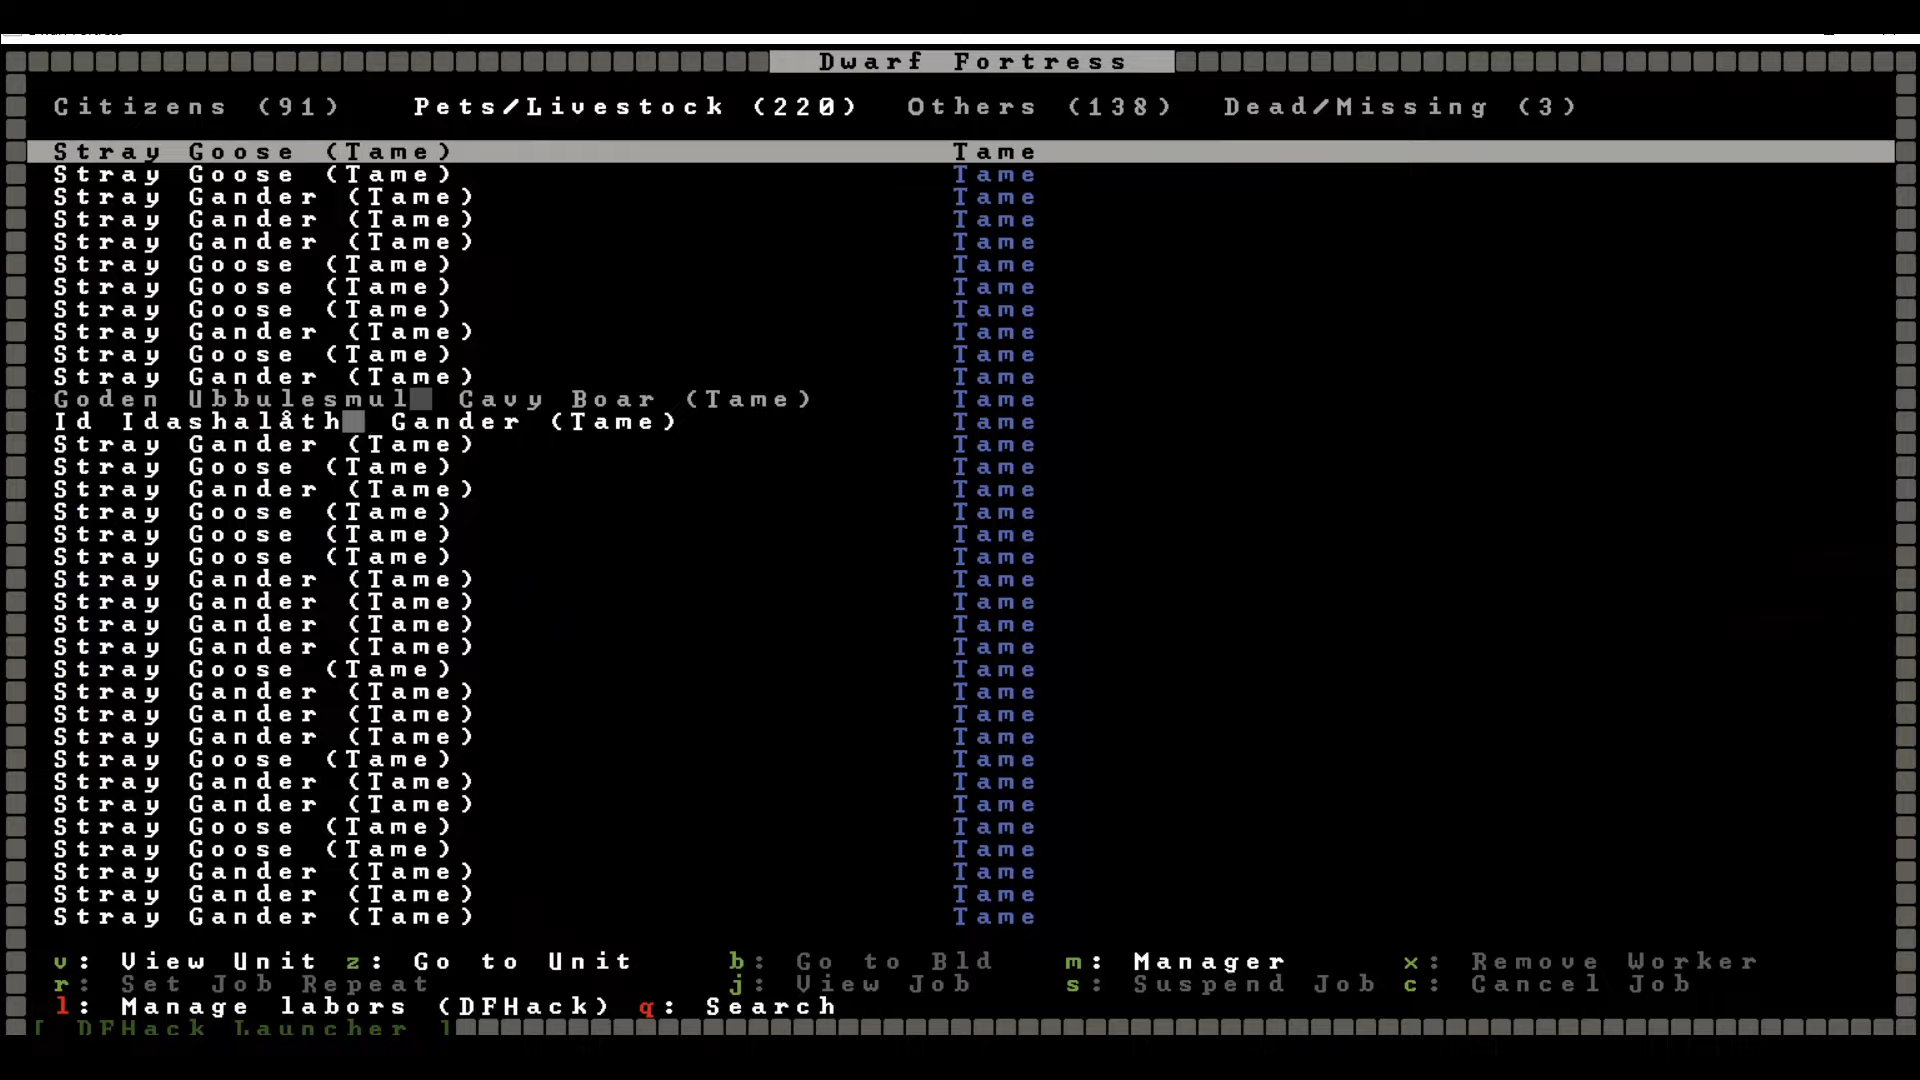 Dwarf Fortress
Citizens (91) Pets/Livestock (220) Others (138) Dead/Missing (3)
Stray Goose (Tame) Tame
Stray Goose (Tame) Tame
Stray Gander (Tame) Tame
Stray Gander (Tame) Tame
Stray Gander (Tame) Tame
Stray Goose (Tame) Tame
Stray Goose (Tame) Tame
Stray Goose (Tame) Tame
Stray Gander (Tame) Tame
Stray Goose (Tame) Tame
Stray Gander (Tame) Tame
Goden Ubbulesmul Cavy Boar (Tame) Tame
Id Idashalåth Gander (Tame) Tame
Stray Gander (Tame) Tame
Stray Goose (Tame) Tame
Stray Gander (Tame) Tame
Stray Goose (Tame) Tame
Stray Goose (Tame) Tame
Stray Goose (Tame) Tame
Stray Gander (Tame) Tame
Stray Gander (Tame) Tame
Stray Gander (Tame) Tame
Stray Gander (Tame) Tame
Stray Goose (Tame) Tame
Stray Gander (Tame) Tame
Stray Gander (Tame) Tame
Stray Gander (Tame) Tame
Stray Goose (Tame) Tame
Stray Gander (Tame) Tame
Stray Gander (Tame) Tame
Stray Goose (Tame) Tame
Stray Goose (Tame) Tame
Stray Gander (Tame) Tame
Stray Gander (Tame) Tame
Stray Gander (Tame) Tame
v: View Unit z: Go to Unit b: Go to Bld m: Manager x: Remove Worker
r: Set Job Repeat j: View Job s: Suspend Job c: Cancel Job
l: Manage labors (DFHack) q: Search
[ DFHack Launcher ]